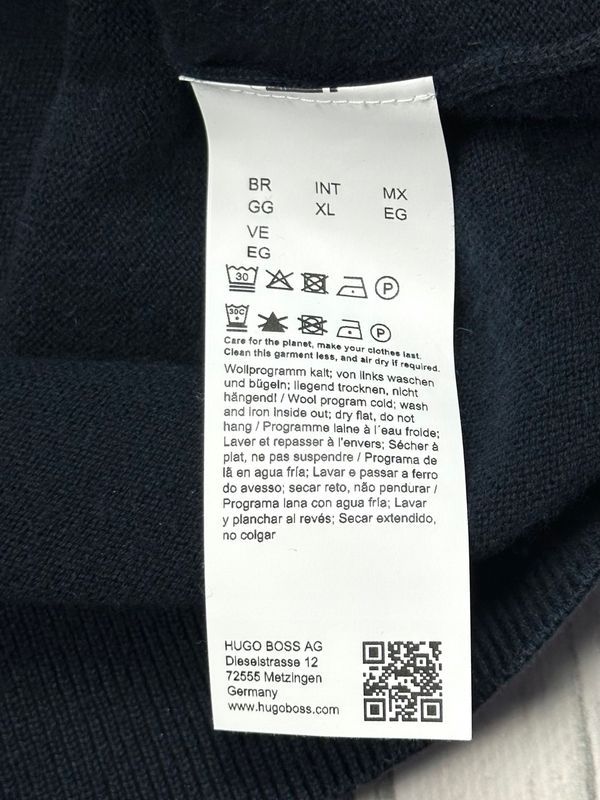 BR INT MX
GG XL EG
VE
EG
30 P
30C P
Care for the planet, make your clothes last.
Clean this garment less, and air dry if required.
Wollprogramm kalt; von links waschen
und bügeln; liegend trocknen, nicht
hängend! / Wool program cold; wash
and iron inside out; dry flat, do not
hang / Programme laine à l´eau froide;
Laver et repasser à l'envers; Sécher à
plat, ne pas suspendre / Programa de
lã en agua fría; Lavar e passar a ferro
do avesso; secar reto, não pendurar /
Programa lana con agua fría; Lavar
y planchar al revés; Secar extendido,
no colgar
HUGO BOSS AG
Dieselstrasse 12
72555 Metzingen
Germany
www.hugoboss.com